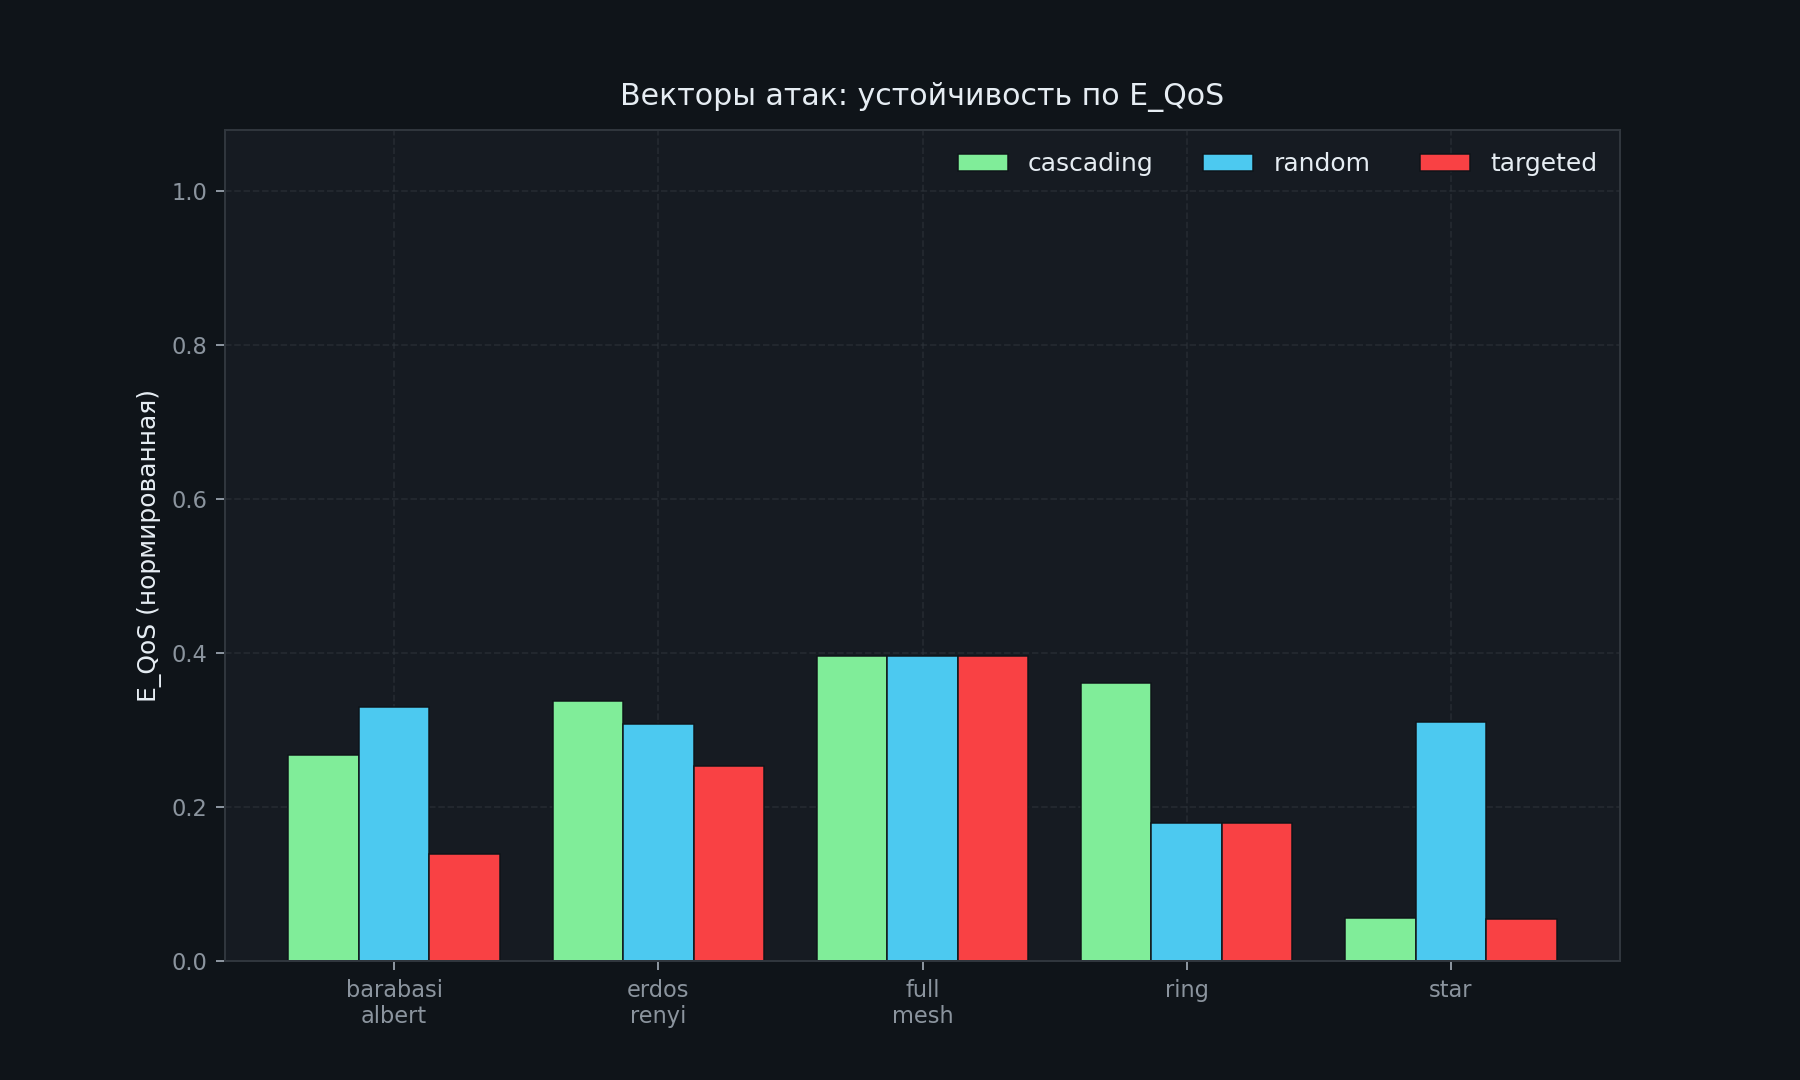 Векторы атак: устойчивость по E_QoS
cascading
random
targeted
E_QoS (нормированная)
1.0
0.8
0.6
0.4
0.2
0.0
barabasi
albert
erdos
renyi
full
mesh
ring
star